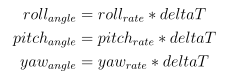 roll_angle = roll_rate * deltaT
pitch_angle = pitch_rate * deltaT
yaw_angle = yaw_rate * deltaT